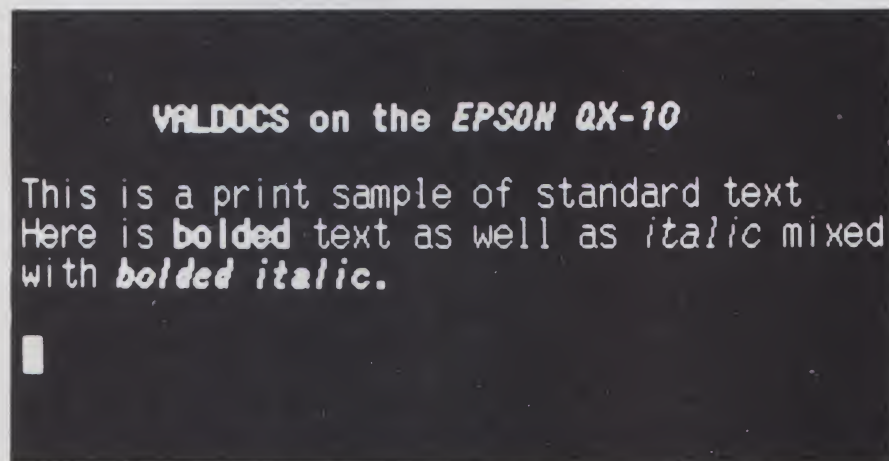 VALDOCS on the EPSON QX-10
This is a print sample of standard text
Here is bolded text as well as italic mixed
with bolded italic.